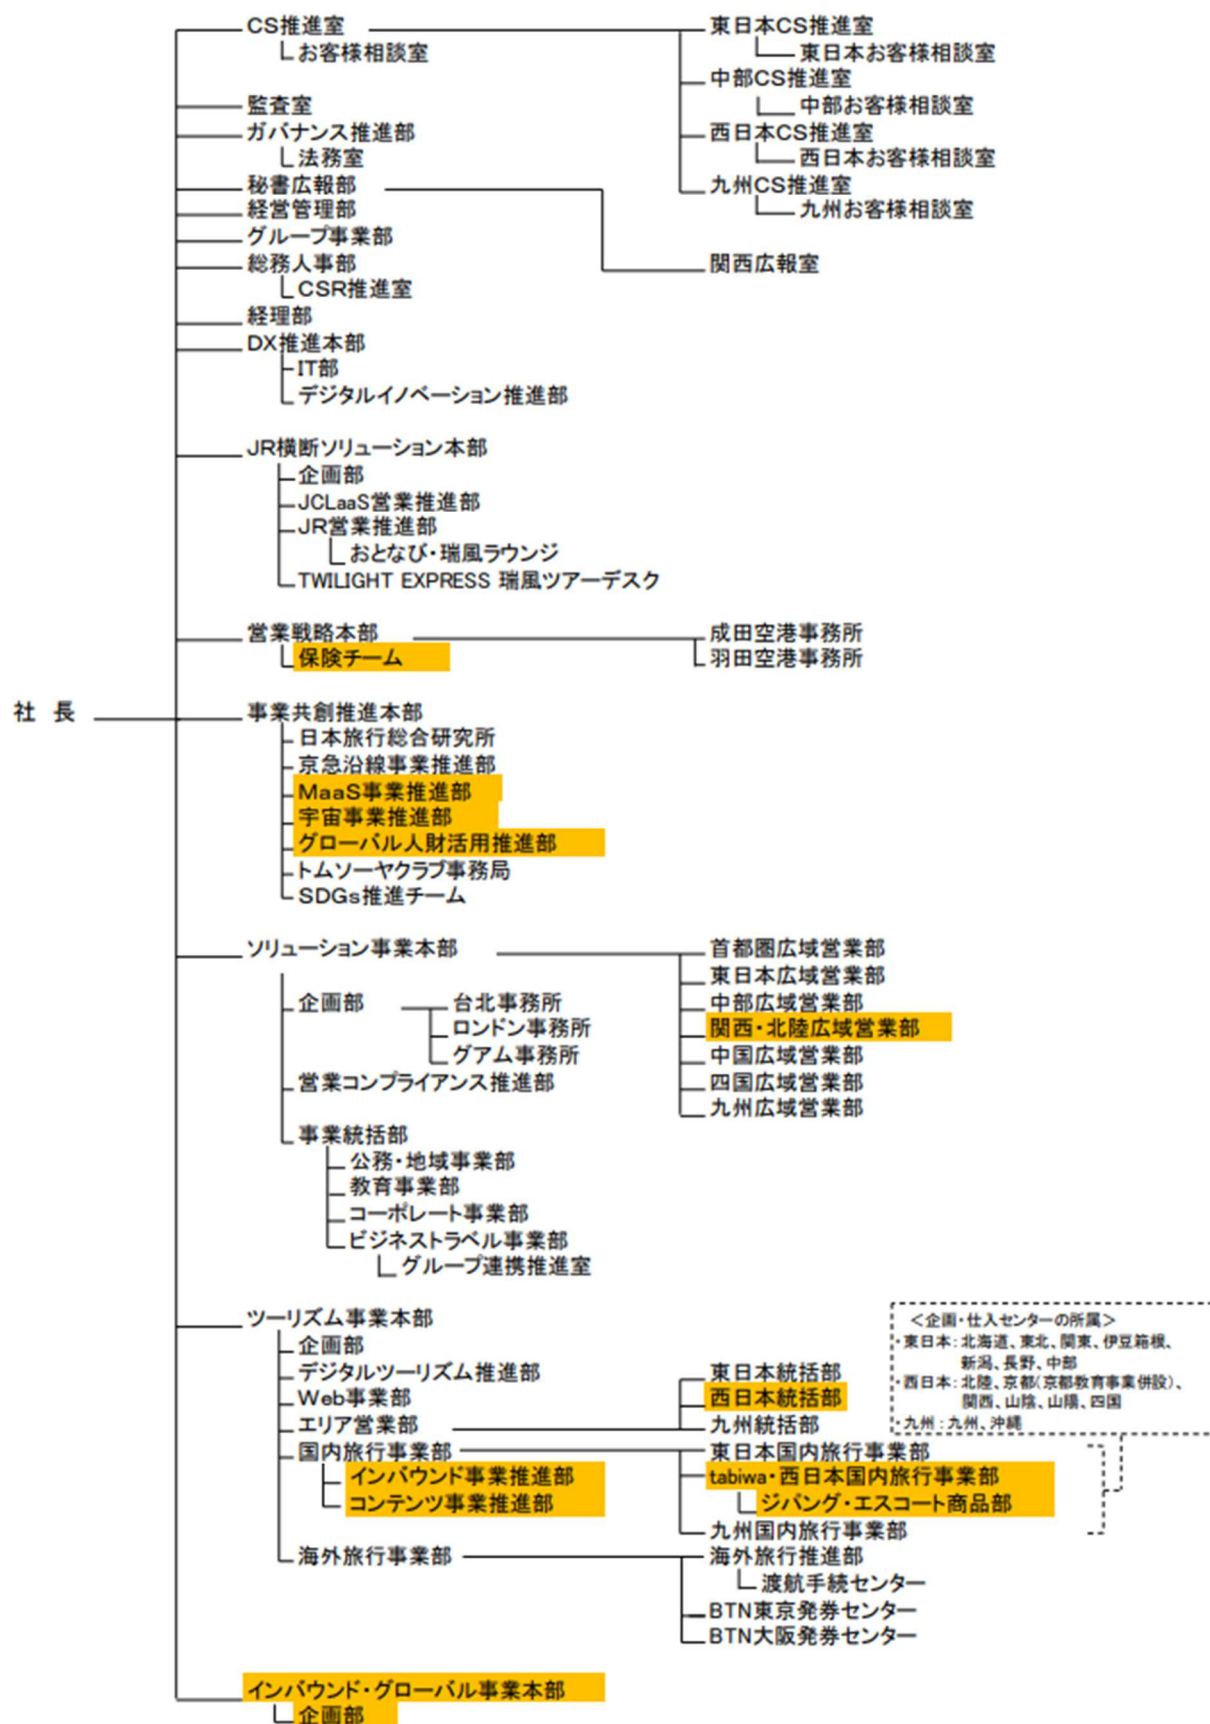 CS推進室
お客様相談室
東日本CS推進室
東日本お客様相談室
中部CS推進室
中部お客様相談室
西日本CS推進室
西日本お客様相談室
九州CS推進室
九州お客様相談室
監査室
ガバナンス推進部
法務室
秘書広報部
関西広報室
経営管理部
グループ事業部
総務人事部
CSR推進室
経理部
DX推進本部
IT部
デジタルイノベーション推進部
JR横断ソリューション本部
企画部
JCLaaS営業推進部
JR営業推進部
おとなび・瑞風ラウンジ
TWILIGHT EXPRESS 瑞風ツアーデスク
営業戦略本部
保険チーム
成田空港事務所
羽田空港事務所
社 長
事業共創推進本部
日本旅行総合研究所
京急沿線事業推進部
MaaS事業推進部
宇宙事業推進部
グローバル人財活用推進部
トムソーヤクラブ事務局
SDGs推進チーム
ソリューション事業本部
首都圏広域営業部
東日本広域営業部
中部広域営業部
関西・北陸広域営業部
中国広域営業部
四国広域営業部
九州広域営業部
企画部
台北事務所
ロンドン事務所
グアム事務所
営業コンプライアンス推進部
事業統括部
公務・地域事業部
教育事業部
コーポレート事業部
ビジネストラベル事業部
グループ連携推進室
ツーリズム事業本部
企画部
デジタルツーリズム推進部
Web事業部
エリア営業部
東日本統括部
西日本統括部
九州統括部
国内旅行事業部
インバウンド事業推進部
コンテンツ事業推進部
東日本国内旅行事業部
tabiwa・西日本国内旅行事業部
ジパング・エスコート商品部
九州国内旅行事業部
<企画・仕入センターの所属>
・東日本：北海道、東北、関東、伊豆箱根、
新潟、長野、中部
・西日本：北陸、京都(京都教育事業併設)、
関西、山陰、山陽、四国
・九州：九州、沖縄
海外旅行事業部
海外旅行推進部
渡航手続センター
BTN東京発券センター
BTN大阪発券センター
インバウンド・グローバル事業本部
企画部